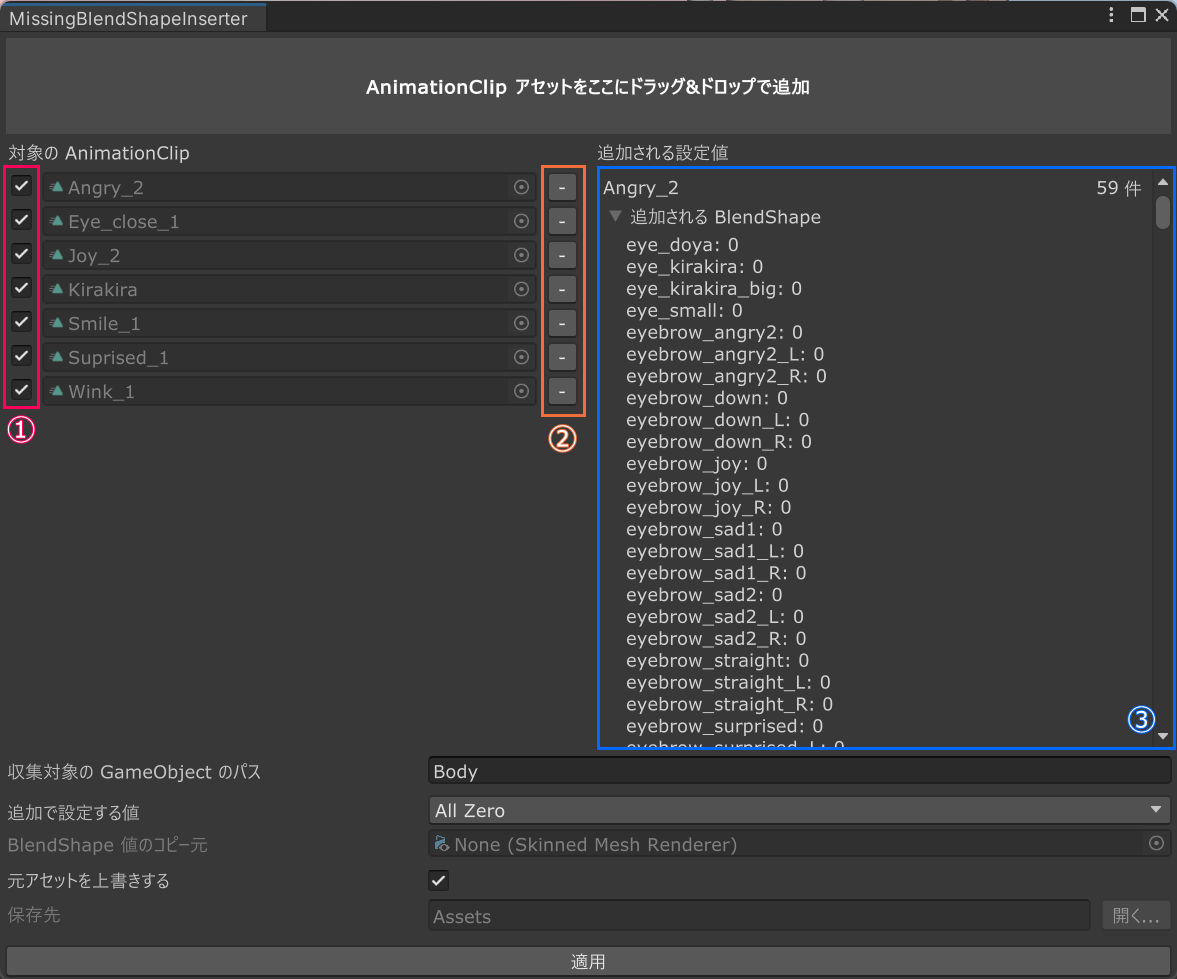 MissingBlendShapeInserter
AnimationClip アセットをここにドラッグ&ドロップで追加
対象の AnimationClip
Angry_2
-
Eye_close_1
-
Joy_2
-
Kirakira
-
Smile_1
-
Suprised_1
-
Wink_1
-
①
②
追加される設定値
Angry_2 59 件
追加される BlendShape
eye_doya: 0
eye_kirakira: 0
eye_kirakira_big: 0
eye_small: 0
eyebrow_angry2: 0
eyebrow_angry2_L: 0
eyebrow_angry2_R: 0
eyebrow_down: 0
eyebrow_down_L: 0
eyebrow_down_R: 0
eyebrow_joy: 0
eyebrow_joy_L: 0
eyebrow_joy_R: 0
eyebrow_sad1: 0
eyebrow_sad1_L: 0
eyebrow_sad1_R: 0
eyebrow_sad2: 0
eyebrow_sad2_L: 0
eyebrow_sad2_R: 0
eyebrow_straight: 0
eyebrow_straight_L: 0
eyebrow_straight_R: 0
eyebrow_surprised: 0
eyebrow_surprised_L: 0
③
収集対象の GameObject のパス
Body
追加で設定する値
All Zero
BlendShape 値のコピー元
None (Skinned Mesh Renderer)
元アセットを上書きする
保存先
Assets
開く...
適用